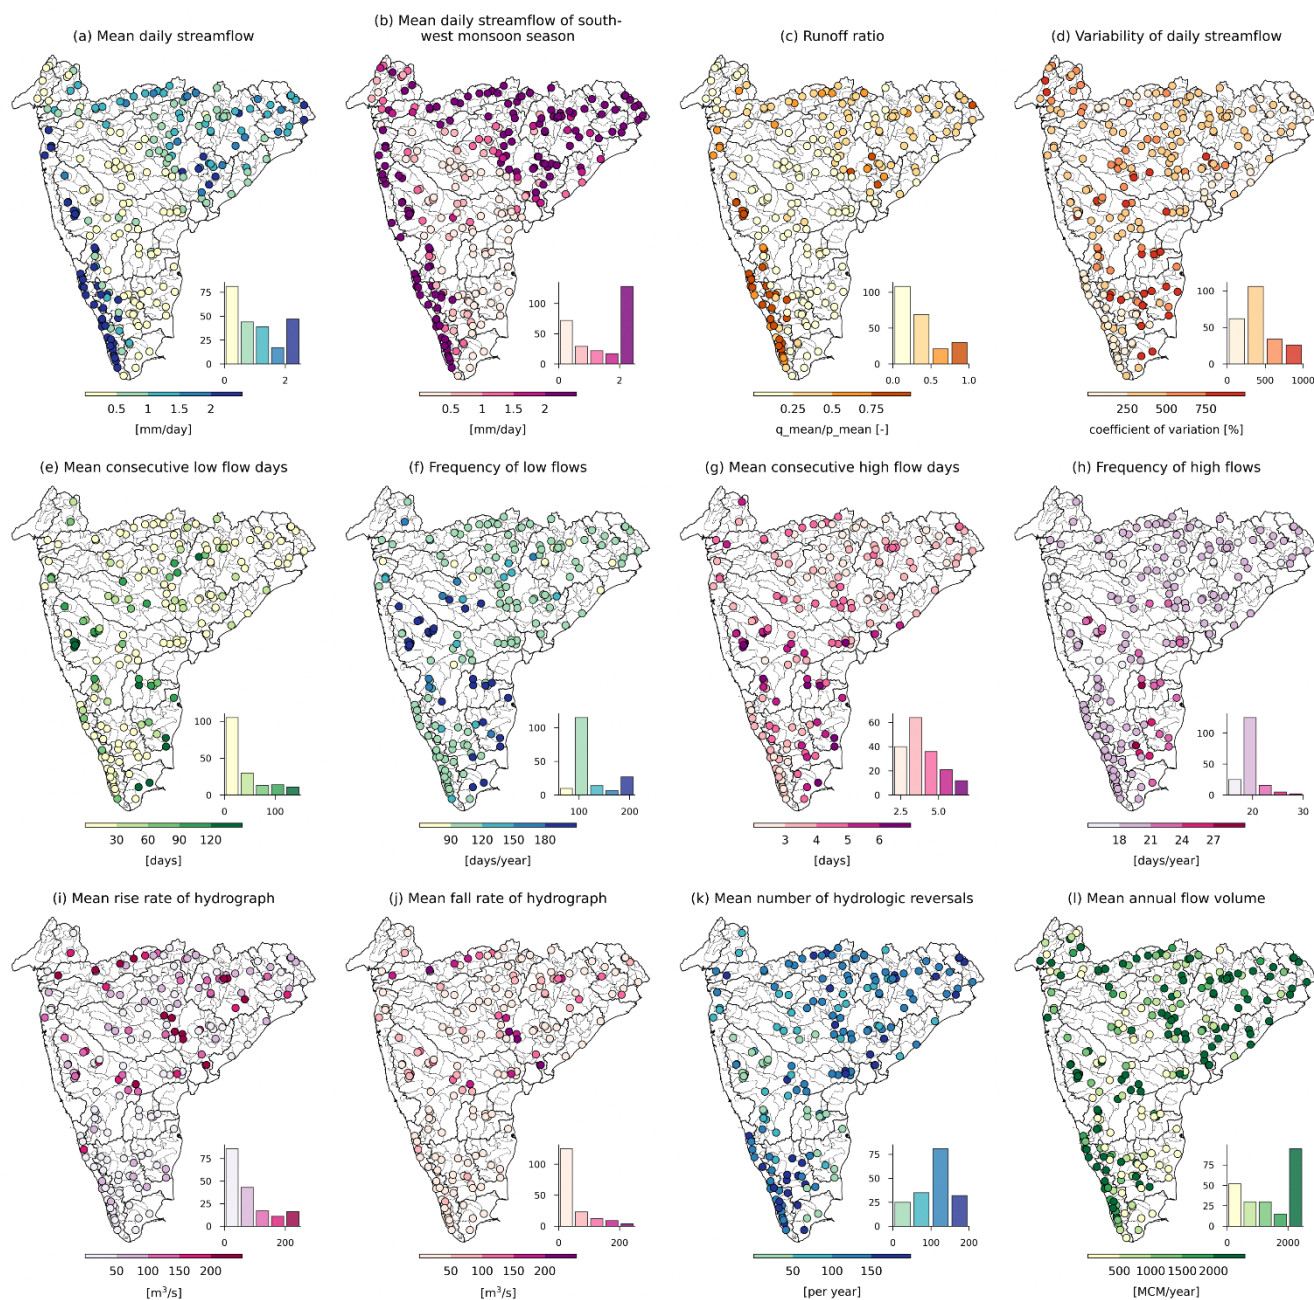 (a) Mean daily streamflow
(b) Mean daily streamflow of south-
west monsoon season
(c) Runoff ratio
(d) Variability of daily streamflow
75
50
25
0
0 2
0.5 1 1.5 2
[mm/day]
100
50
0
0 2
0.5 1 1.5 2
[mm/day]
100
50
0
0.0 0.5 1.0
0.25 0.5 0.75
q_mean/p_mean [-]
100
50
0
0 500 1000
250 500 750
coefficient of variation [%]
(e) Mean consecutive low flow days
(f) Frequency of low flows
(g) Mean consecutive high flow days
(h) Frequency of high flows
100
50
0
0 100
30 60 90 120
[days]
100
50
0
100 200
90 120 150 180
[days/year]
60
40
20
0
2.5 5.0
3 4 5 6
[days]
100
50
0
20 30
18 21 24 27
[days/year]
(i) Mean rise rate of hydrograph
(j) Mean fall rate of hydrograph
(k) Mean number of hydrologic reversals
(l) Mean annual flow volume
75
50
25
0
0 200
50 100 150 200
[m³/s]
100
50
0
0 200
50 100 150 200
[m³/s]
75
50
25
0
0 100 200
50 100 150
[per year]
75
50
25
0
0 2000
500 1000 1500 2000
[MCM/year]